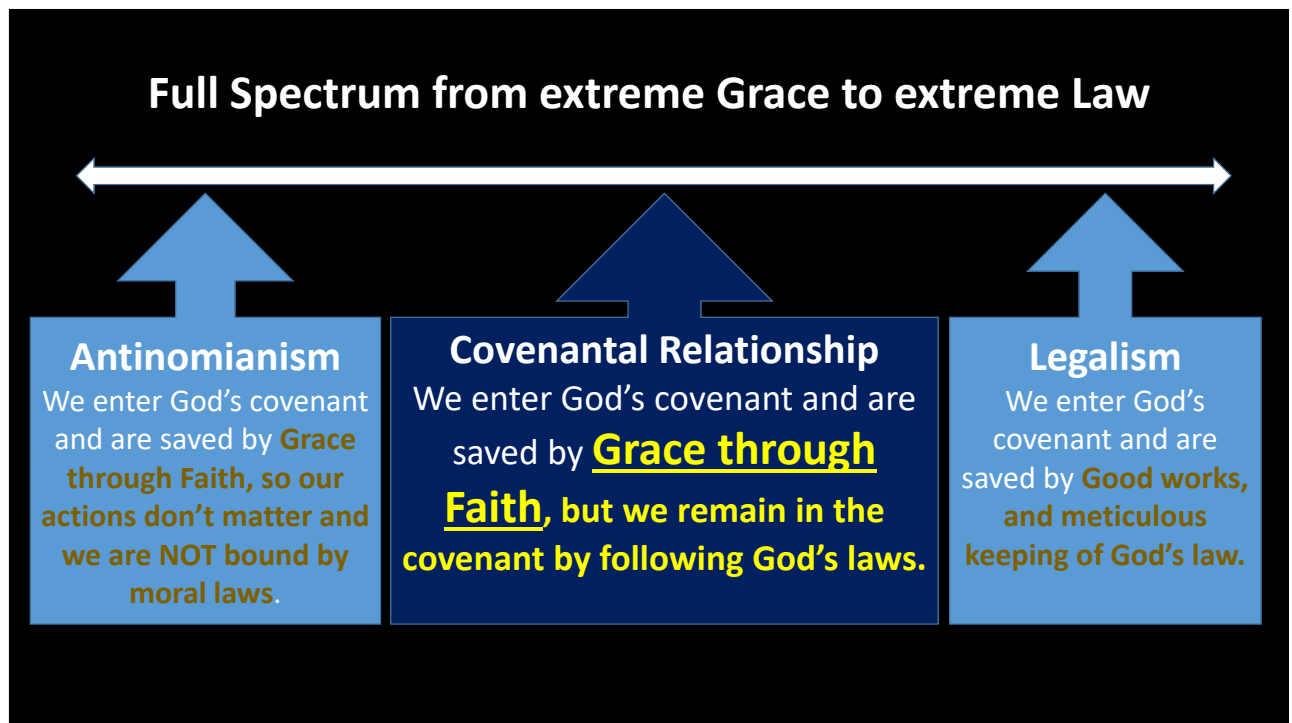 Full Spectrum from extreme Grace to extreme Law
Antinomianism
We enter God’s covenant
and are saved by Grace
through Faith, so our
actions don’t matter and
we are NOT bound by
moral laws.
Covenantal Relationship
We enter God’s covenant and are
saved by Grace through
Faith, but we remain in the
covenant by following God’s laws.
Legalism
We enter God’s
covenant and are
saved by Good works,
and meticulous
keeping of God’s law.